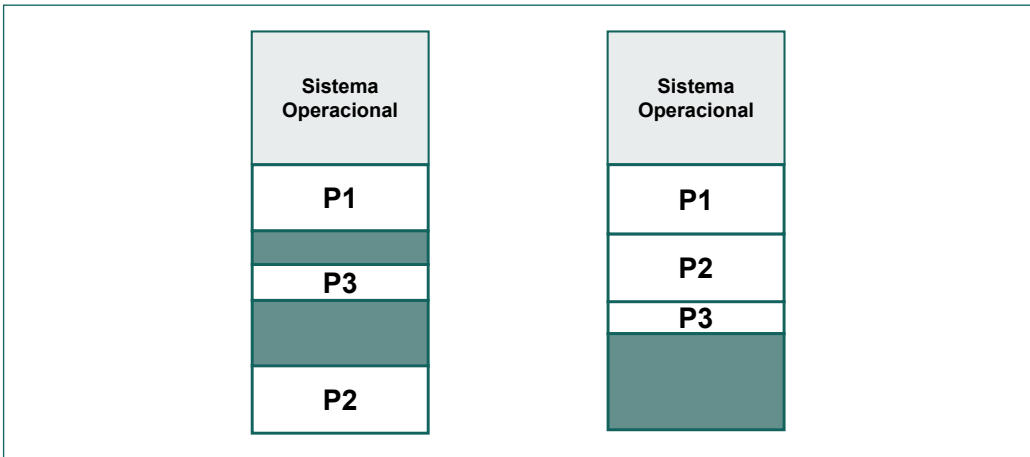 Sistema
Operacional
P1
P3
P2
Sistema
Operacional
P1
P2
P3